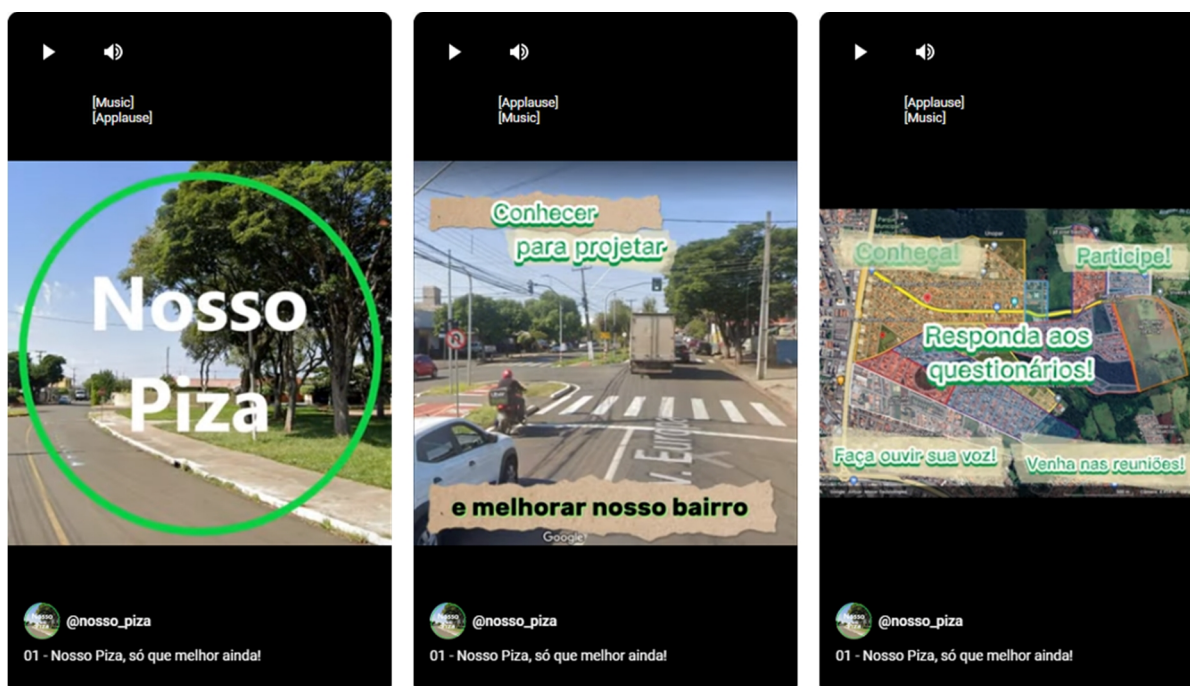 [Music]
[Applause]
Nosso
Piza
@nosso_piza
01 - Nosso Piza, só que melhor ainda!
[Applause]
[Music]
Conhecer
para projetar
v. Europ
e melhorar nosso bairro
Google
@nosso_piza
01 - Nosso Piza, só que melhor ainda!
[Applause]
[Music]
Unopar
Conheça!
Participe!
Responda aos
questionários!
Faça ouvir sua voz!
Venha nas reuniões!
@nosso_piza
01 - Nosso Piza, só que melhor ainda!